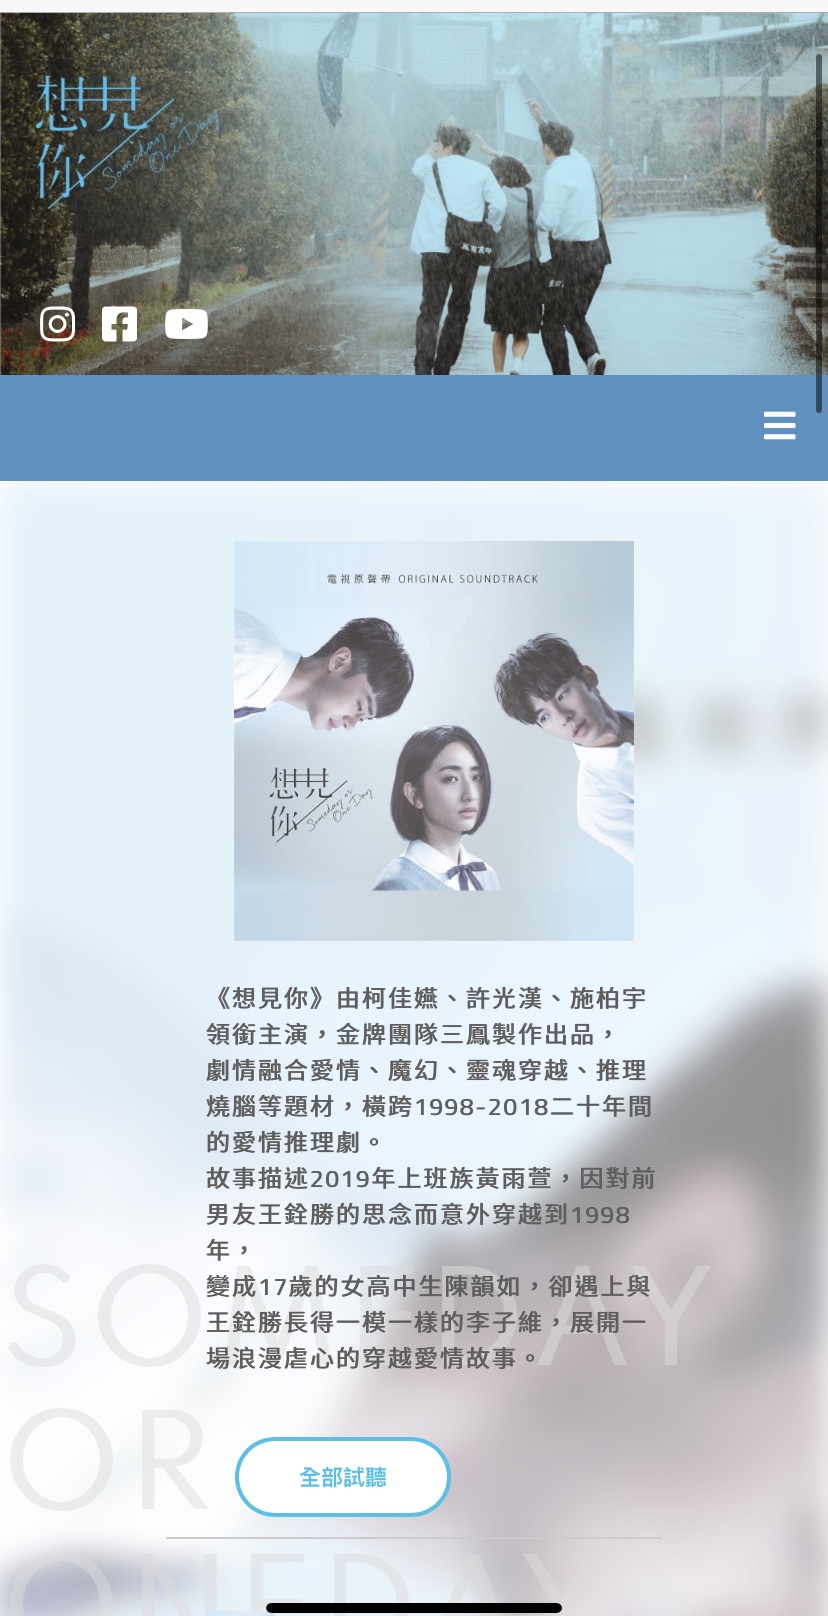 想見
你
Someday or
One Day
電視原聲帶 ORIGINAL SOUNDTRACK
想見
你
Someday or
One Day
《想見你》由柯佳嬿、許光漢、施柏宇
領銜主演，金牌團隊三鳳製作出品，
劇情融合愛情、魔幻、靈魂穿越、推理
燒腦等題材，橫跨1998-2018二十年間
的愛情推理劇。
故事描述2019年上班族黃雨萱，因對前
男友王銓勝的思念而意外穿越到1998
年，
變成17歲的女高中生陳韻如，卻遇上與
王銓勝長得一模一樣的李子維，展開一
場浪漫虐心的穿越愛情故事。
SOMEDAY
OR
ONEDAY
全部試聽